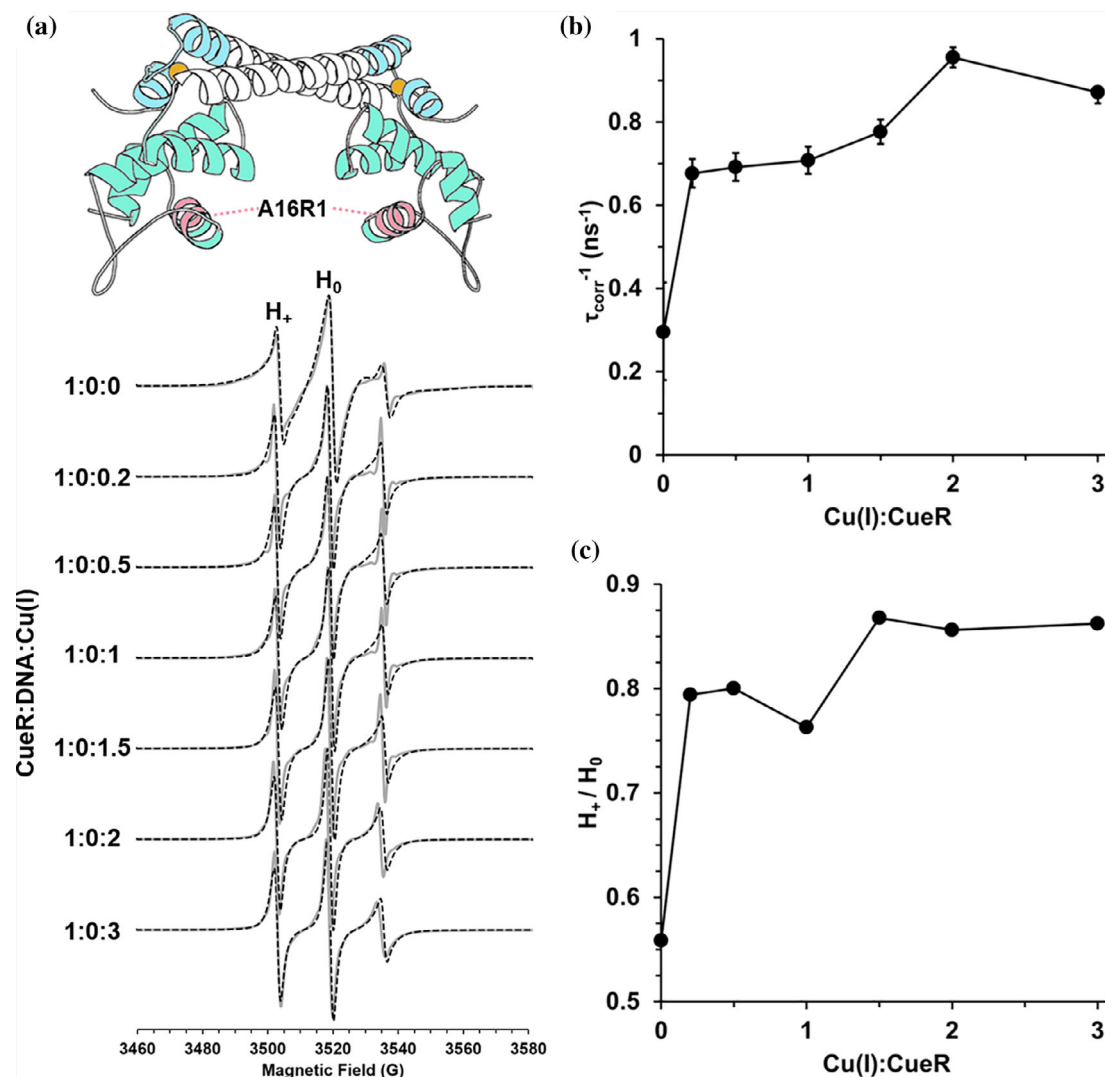 (a)
A16R1
H₊
H₀
CueR:DNA:Cu(I)
1:0:0
1:0:0.2
1:0:0.5
1:0:1
1:0:1.5
1:0:2
1:0:3
3460 3480 3500 3520 3540 3560 3580
Magnetic Field (G)
(b)
τcorr⁻¹ (ns⁻¹)
1
0.8
0.6
0.4
0.2
0
0 1 2 3
Cu(I):CueR
(c)
H₊ / H₀
0.9
0.8
0.7
0.6
0.5
0 1 2 3
Cu(I):CueR